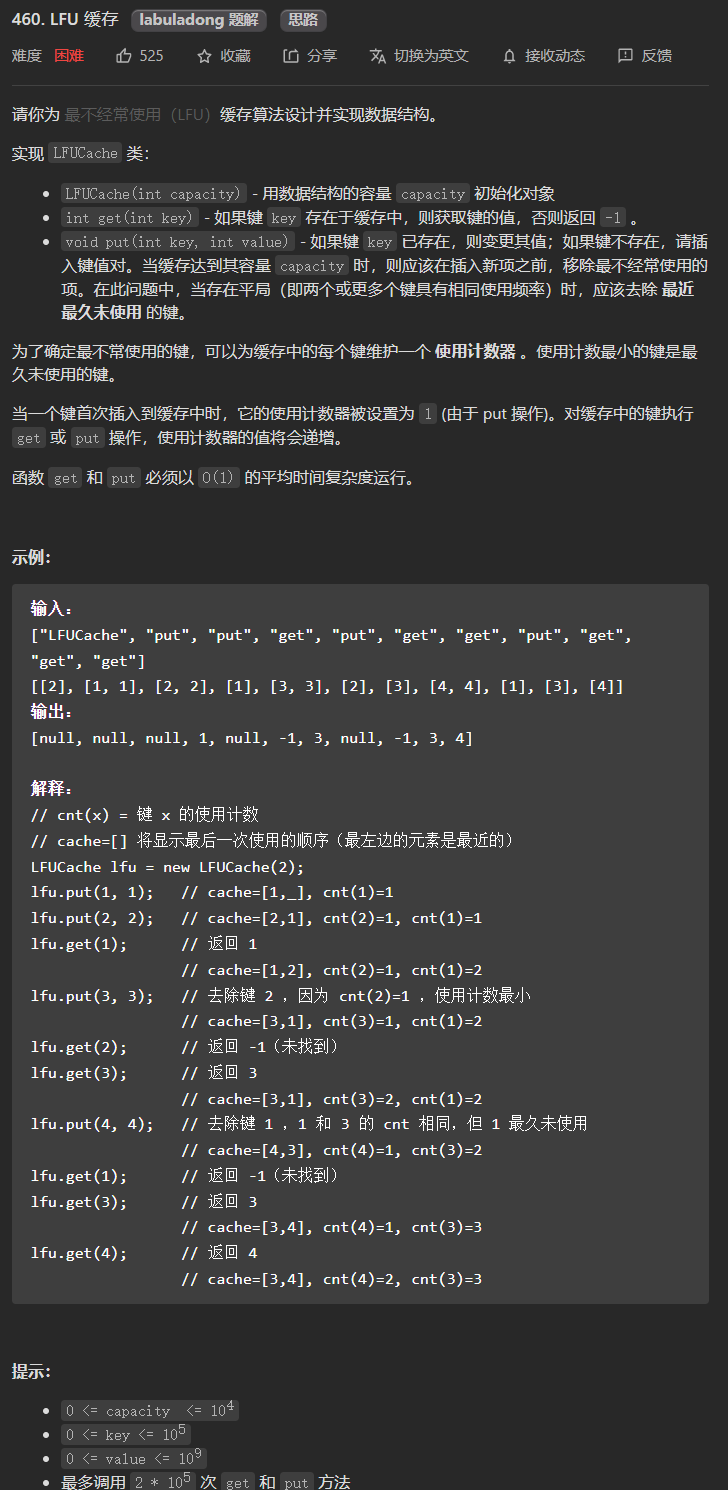 460. LFU 缓存 labuladong 题解 思路
难度 困难 525 收藏 分享 切换为英文 接收动态 反馈
请你为 最不经常使用（LFU）缓存算法设计并实现数据结构。
实现 LFUCache 类：
LFUCache(int capacity) - 用数据结构的容量 capacity 初始化对象
int get(int key) - 如果键 key 存在于缓存中，则获取键的值，否则返回 -1 。
void put(int key, int value) - 如果键 key 已存在，则变更其值；如果键不存在，请插
入键值对。当缓存达到其容量 capacity 时，则应该在插入新项之前，移除最不经常使用的
项。在此问题中，当存在平局（即两个或更多个键具有相同使用频率）时，应该去除 最近
最久未使用 的键。
为了确定最不常使用的键，可以为缓存中的每个键维护一个 使用计数器 。使用计数最小的键是最
久未使用的键。
当一个键首次插入到缓存中时，它的使用计数器被设置为 1 (由于 put 操作)。对缓存中的键执行
get 或 put 操作，使用计数器的值将会递增。
函数 get 和 put 必须以 O(1) 的平均时间复杂度运行。
示例：
输入：
["LFUCache", "put", "put", "get", "put", "get", "get", "put", "get",
"get", "get"]
[[2], [1, 1], [2, 2], [1], [3, 3], [2], [3], [4, 4], [1], [3], [4]]
输出：
[null, null, null, 1, null, -1, 3, null, -1, 3, 4]
解释：
// cnt(x) = 键 x 的使用计数
// cache=[] 将显示最后一次使用的顺序（最左边的元素是最近的）
LFUCache lfu = new LFUCache(2);
lfu.put(1, 1); // cache=[1,_], cnt(1)=1
lfu.put(2, 2); // cache=[2,1], cnt(2)=1, cnt(1)=1
lfu.get(1); // 返回 1
// cache=[1,2], cnt(2)=1, cnt(1)=2
lfu.put(3, 3); // 去除键 2 ，因为 cnt(2)=1 ，使用计数最小
// cache=[3,1], cnt(3)=1, cnt(1)=2
lfu.get(2); // 返回 -1（未找到）
lfu.get(3); // 返回 3
// cache=[3,1], cnt(3)=2, cnt(1)=2
lfu.put(4, 4); // 去除键 1 ，1 和 3 的 cnt 相同，但 1 最久未使用
// cache=[4,3], cnt(4)=1, cnt(3)=2
lfu.get(1); // 返回 -1（未找到）
lfu.get(3); // 返回 3
// cache=[3,4], cnt(4)=1, cnt(3)=3
lfu.get(4); // 返回 4
// cache=[3,4], cnt(4)=2, cnt(3)=3
提示：
0 <= capacity <= 10⁴
0 <= key <= 10⁵
0 <= value <= 10⁹
最多调用 2 * 10⁵ 次 get 和 put 方法